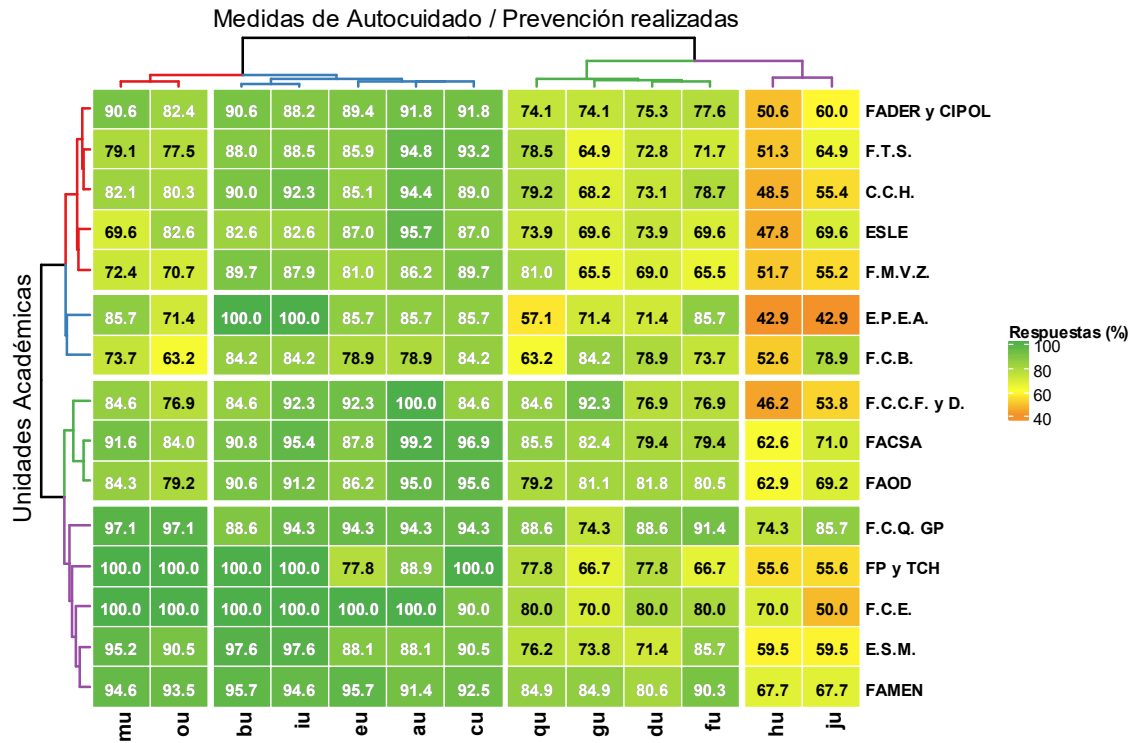 Medidas de Autocuidado / Prevención realizadas
Unidades Académicas
90.6 82.4 90.6 88.2 89.4 91.8 91.8 74.1 74.1 75.3 77.6 50.6 60.0 FADER y CIPOL
79.1 77.5 88.0 88.5 85.9 94.8 93.2 78.5 64.9 72.8 71.7 51.3 64.9 F.T.S.
82.1 80.3 90.0 92.3 85.1 94.4 89.0 79.2 68.2 73.1 78.7 48.5 55.4 C.C.H.
69.6 82.6 82.6 82.6 87.0 95.7 87.0 73.9 69.6 73.9 69.6 47.8 69.6 ESLE
72.4 70.7 89.7 87.9 81.0 86.2 89.7 81.0 65.5 69.0 65.5 51.7 55.2 F.M.V.Z.
85.7 71.4 100.0 100.0 85.7 85.7 85.7 57.1 71.4 71.4 85.7 42.9 42.9 E.P.E.A.
73.7 63.2 84.2 84.2 78.9 78.9 84.2 63.2 84.2 78.9 73.7 52.6 78.9 F.C.B.
84.6 76.9 84.6 92.3 92.3 100.0 84.6 84.6 92.3 76.9 76.9 46.2 53.8 F.C.C.F. y D.
91.6 84.0 90.8 95.4 87.8 99.2 96.9 85.5 82.4 79.4 79.4 62.6 71.0 FACSA
84.3 79.2 90.6 91.2 86.2 95.0 95.6 79.2 81.1 81.8 80.5 62.9 69.2 FAOD
97.1 97.1 88.6 94.3 94.3 94.3 94.3 88.6 74.3 88.6 91.4 74.3 85.7 F.C.Q. GP
100.0 100.0 100.0 100.0 77.8 88.9 100.0 77.8 66.7 77.8 66.7 55.6 55.6 FP y TCH
100.0 100.0 100.0 100.0 100.0 100.0 90.0 80.0 70.0 80.0 80.0 70.0 50.0 F.C.E.
95.2 90.5 97.6 97.6 88.1 88.1 90.5 76.2 73.8 71.4 85.7 59.5 59.5 E.S.M.
94.6 93.5 95.7 94.6 95.7 91.4 92.5 84.9 84.9 80.6 90.3 67.7 67.7 FAMEN
mu ou bu iu eu au cu qu gu du fu hu ju
Respuestas (%)
100
80
60
40